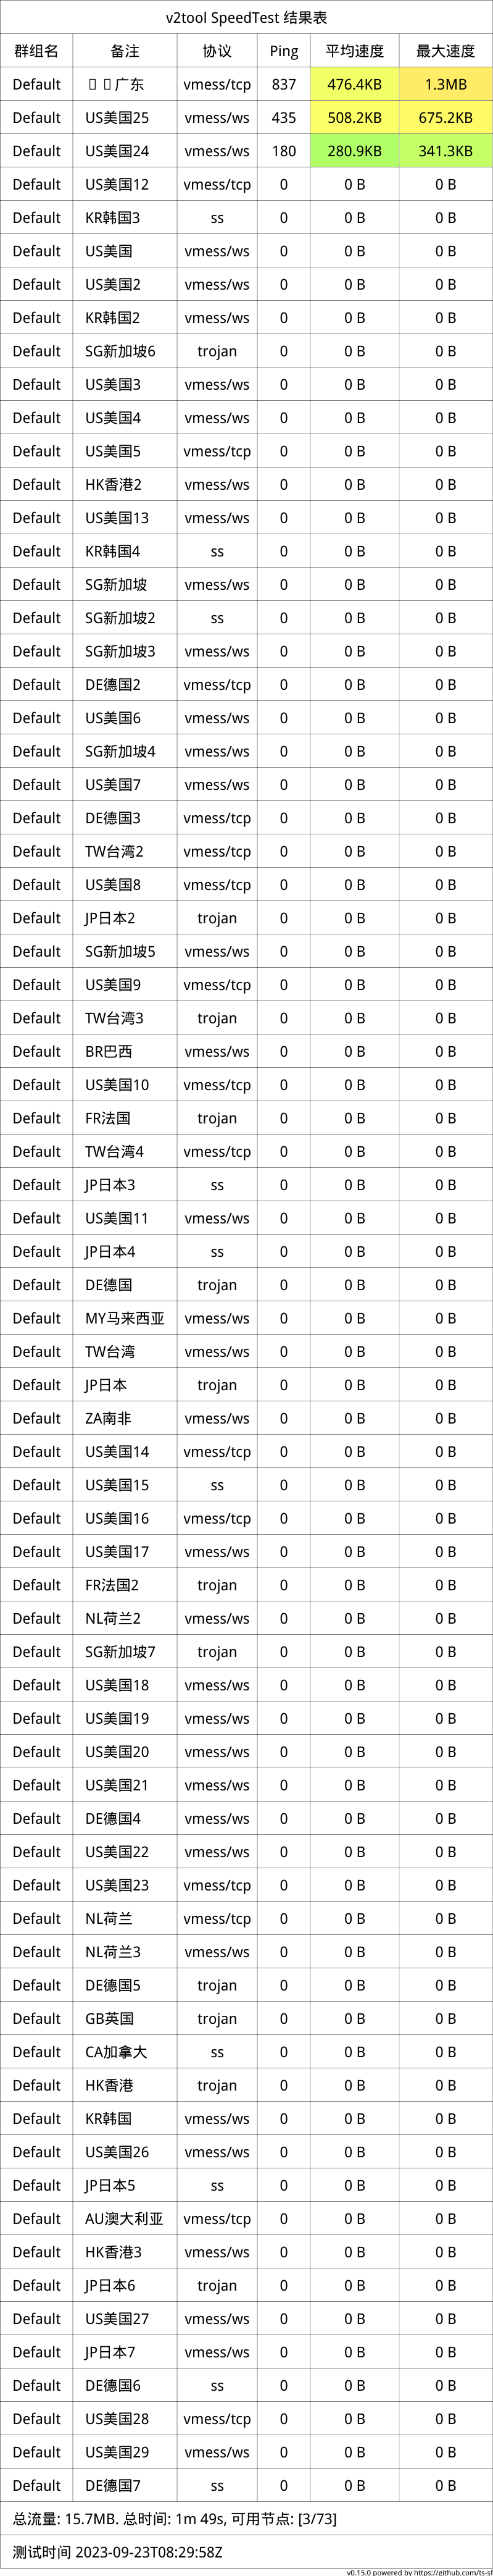 v2tool SpeedTest 结果表
群组名 备注 协议 Ping 平均速度 最大速度
Default 广东 vmess/tcp 837 476.4KB 1.3MB
Default US美国25 vmess/ws 435 508.2KB 675.2KB
Default US美国24 vmess/ws 180 280.9KB 341.3KB
Default US美国12 vmess/tcp 0 0 B 0 B
Default KR韩国3 ss 0 0 B 0 B
Default US美国 vmess/ws 0 0 B 0 B
Default US美国2 vmess/ws 0 0 B 0 B
Default KR韩国2 vmess/ws 0 0 B 0 B
Default SG新加坡6 trojan 0 0 B 0 B
Default US美国3 vmess/ws 0 0 B 0 B
Default US美国4 vmess/ws 0 0 B 0 B
Default US美国5 vmess/tcp 0 0 B 0 B
Default HK香港2 vmess/ws 0 0 B 0 B
Default US美国13 vmess/ws 0 0 B 0 B
Default KR韩国4 ss 0 0 B 0 B
Default SG新加坡 vmess/ws 0 0 B 0 B
Default SG新加坡2 ss 0 0 B 0 B
Default SG新加坡3 vmess/ws 0 0 B 0 B
Default DE德国2 vmess/tcp 0 0 B 0 B
Default US美国6 vmess/ws 0 0 B 0 B
Default SG新加坡4 vmess/ws 0 0 B 0 B
Default US美国7 vmess/ws 0 0 B 0 B
Default DE德国3 vmess/tcp 0 0 B 0 B
Default TW台湾2 vmess/tcp 0 0 B 0 B
Default US美国8 vmess/tcp 0 0 B 0 B
Default JP日本2 trojan 0 0 B 0 B
Default SG新加坡5 vmess/ws 0 0 B 0 B
Default US美国9 vmess/tcp 0 0 B 0 B
Default TW台湾3 trojan 0 0 B 0 B
Default BR巴西 vmess/ws 0 0 B 0 B
Default US美国10 vmess/tcp 0 0 B 0 B
Default FR法国 trojan 0 0 B 0 B
Default TW台湾4 vmess/tcp 0 0 B 0 B
Default JP日本3 ss 0 0 B 0 B
Default US美国11 vmess/ws 0 0 B 0 B
Default JP日本4 ss 0 0 B 0 B
Default DE德国 trojan 0 0 B 0 B
Default MY马来西亚 vmess/ws 0 0 B 0 B
Default TW台湾 vmess/ws 0 0 B 0 B
Default JP日本 trojan 0 0 B 0 B
Default ZA南非 vmess/ws 0 0 B 0 B
Default US美国14 vmess/tcp 0 0 B 0 B
Default US美国15 ss 0 0 B 0 B
Default US美国16 vmess/tcp 0 0 B 0 B
Default US美国17 vmess/ws 0 0 B 0 B
Default FR法国2 trojan 0 0 B 0 B
Default NL荷兰2 vmess/ws 0 0 B 0 B
Default SG新加坡7 trojan 0 0 B 0 B
Default US美国18 vmess/ws 0 0 B 0 B
Default US美国19 vmess/ws 0 0 B 0 B
Default US美国20 vmess/ws 0 0 B 0 B
Default US美国21 vmess/ws 0 0 B 0 B
Default DE德国4 vmess/ws 0 0 B 0 B
Default US美国22 vmess/ws 0 0 B 0 B
Default US美国23 vmess/tcp 0 0 B 0 B
Default NL荷兰 vmess/tcp 0 0 B 0 B
Default NL荷兰3 vmess/ws 0 0 B 0 B
Default DE德国5 trojan 0 0 B 0 B
Default GB英国 trojan 0 0 B 0 B
Default CA加拿大 ss 0 0 B 0 B
Default HK香港 trojan 0 0 B 0 B
Default KR韩国 vmess/ws 0 0 B 0 B
Default US美国26 vmess/ws 0 0 B 0 B
Default JP日本5 ss 0 0 B 0 B
Default AU澳大利亚 vmess/tcp 0 0 B 0 B
Default HK香港3 vmess/ws 0 0 B 0 B
Default JP日本6 trojan 0 0 B 0 B
Default US美国27 vmess/ws 0 0 B 0 B
Default JP日本7 vmess/ws 0 0 B 0 B
Default DE德国6 ss 0 0 B 0 B
Default US美国28 vmess/tcp 0 0 B 0 B
Default US美国29 vmess/ws 0 0 B 0 B
Default DE德国7 ss 0 0 B 0 B
总流量: 15.7MB. 总时间: 1m 49s, 可用节点: [3/73]
测试时间 2023-09-23T08:29:58Z
v0.15.0 powered by https://github.com/ts-sf